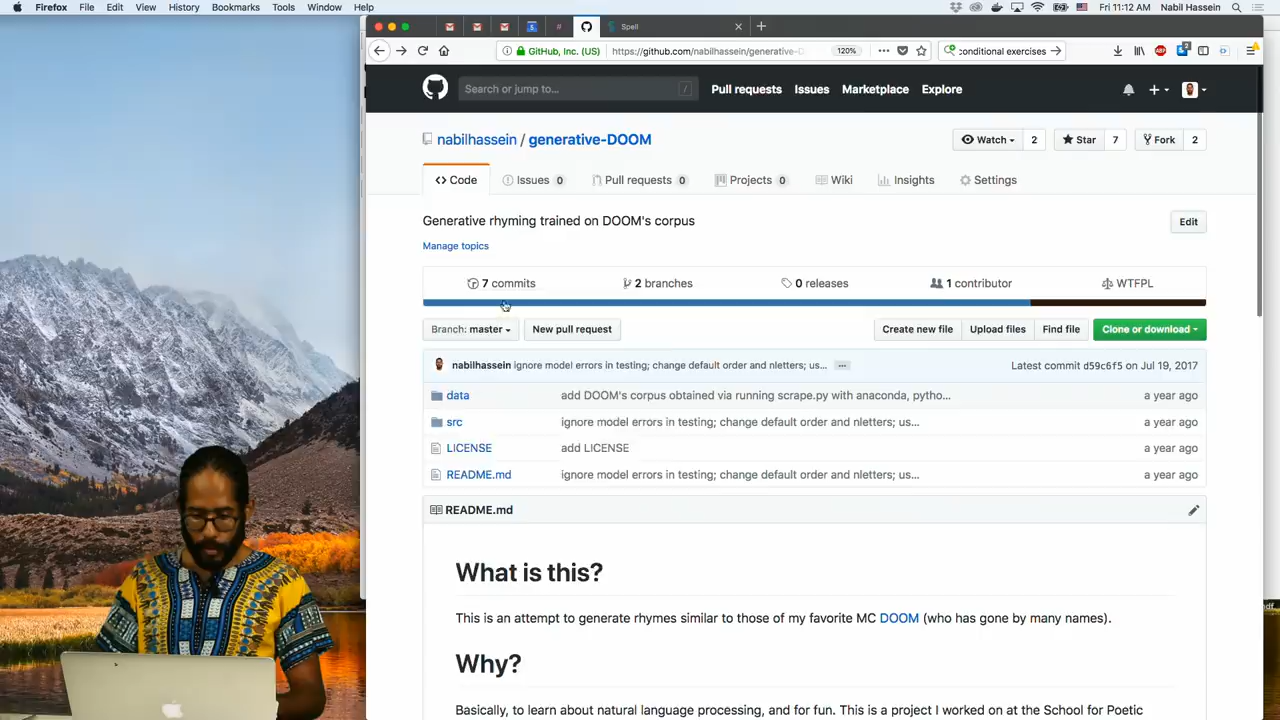 Firefox File Edit View History Bookmarks Tools Window Help Fri 11:12 AM Nabil Hassein
Spell
GitHub, Inc. (US) https://github.com/nabilhassein/generative-D 120% conditional exercises
Search or jump to... / Pull requests Issues Marketplace Explore
nabilhassein / generative-DOOM Watch 2 Star 7 Fork 2
Code Issues 0 Pull requests 0 Projects 0 Wiki Insights Settings
Generative rhyming trained on DOOM's corpus Edit
Manage topics
7 commits 2 branches 0 releases 1 contributor WTFPL
Branch: master New pull request Create new file Upload files Find file Clone or download
nabilhassein ignore model errors in testing; change default order and nletters; us... Latest commit d59c6f5 on Jul 19, 2017
data add DOOM's corpus obtained via running scrape.py with anaconda, pytho... a year ago
src ignore model errors in testing; change default order and nletters; us... a year ago
LICENSE add LICENSE a year ago
README.md ignore model errors in testing; change default order and nletters; us... a year ago
README.md
What is this?
This is an attempt to generate rhymes similar to those of my favorite MC DOOM (who has gone by many names).
Why?
Basically, to learn about natural language processing, and for fun. This is a project I worked on at the School for Poetic